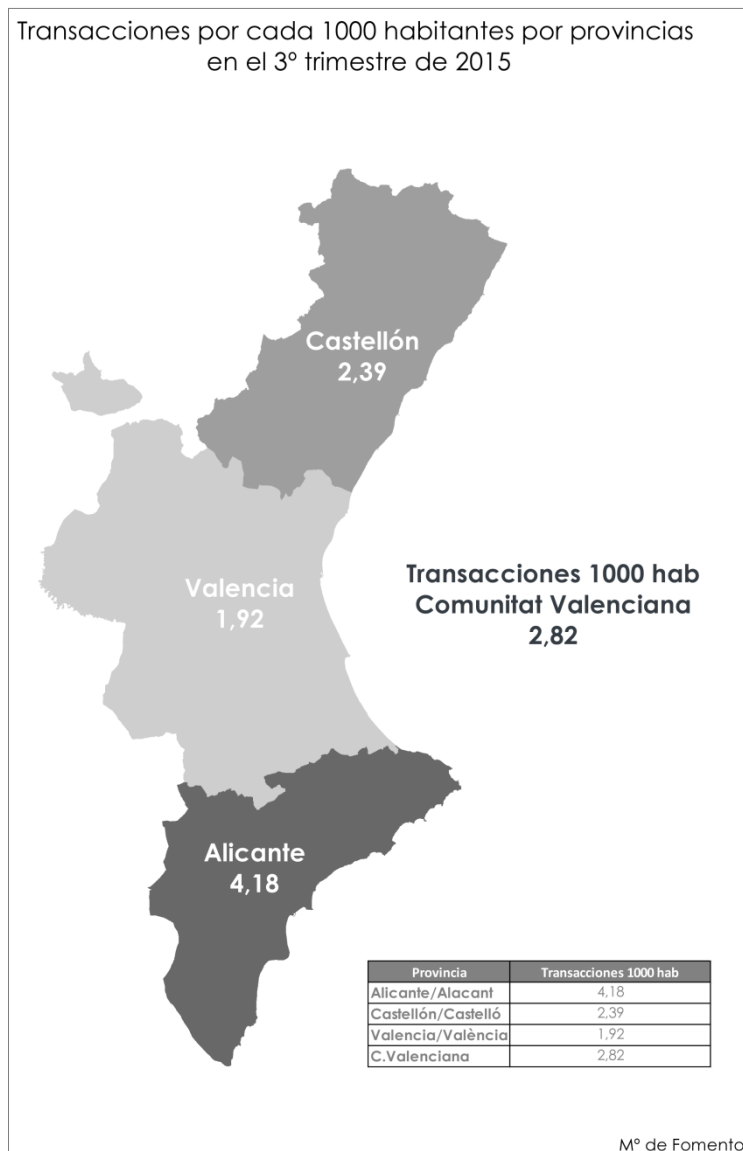 Transacciones por cada 1000 habitantes por provincias
en el 3º trimestre de 2015
Castellón
2,39
Valencia
1,92
Transacciones 1000 hab
Comunitat Valenciana
2,82
Alicante
4,18
Provincia Transacciones 1000 hab
Alicante/Alacant 4,18
Castellón/Castelló 2,39
Valencia/València 1,92
C.Valenciana 2,82
Mº de Fomento